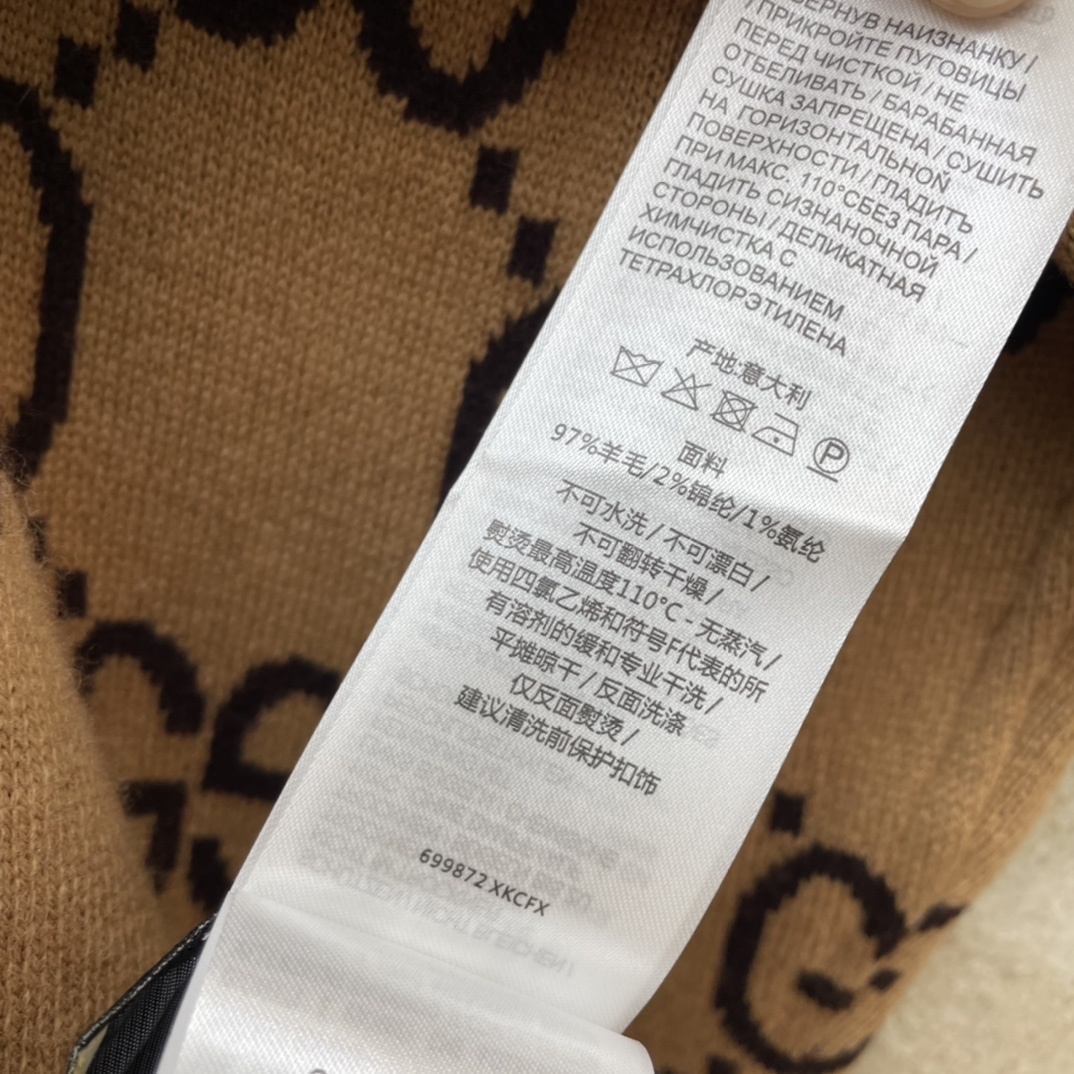 ВЕРНУВ НАИЗНАНКУ /
/ ПРИКРОЙТЕ ПУГОВИЦЫ
ПЕРЕД ЧИСТКОЙ / НЕ
ОТБЕЛИВАТЬ / БАРАБАННАЯ
СУШКА ЗАПРЕЩЕНА / СУШИТЬ
НА ГОРИЗОНТАЛЬНОЙ
ПОВЕРХНОСТИ / ГЛАДИТЬ
ПРИ МАКС. 110°CБЕЗ ПАРА /
ГЛАДИТЬ СИЗНАНОЧНОЙ
СТОРОНЫ / ДЕЛИКАТНАЯ
ХИМЧИСТКА С
ИСПОЛЬЗОВАНИЕМ
ТЕТРАХЛОРЭТИЛЕНА
产地:意大利
P
面料
97%羊毛/2%锦纶/1%氨纶
不可水洗 / 不可漂白 /
不可翻转干燥 /
熨烫最高温度110°C - 无蒸汽 /
使用四氯乙烯和符号F代表的所
有溶剂的缓和专业干洗 /
平摊晾干 / 反面洗涤
仅反面熨烫 /
建议清洗前保护扣饰
699872 XKCFX